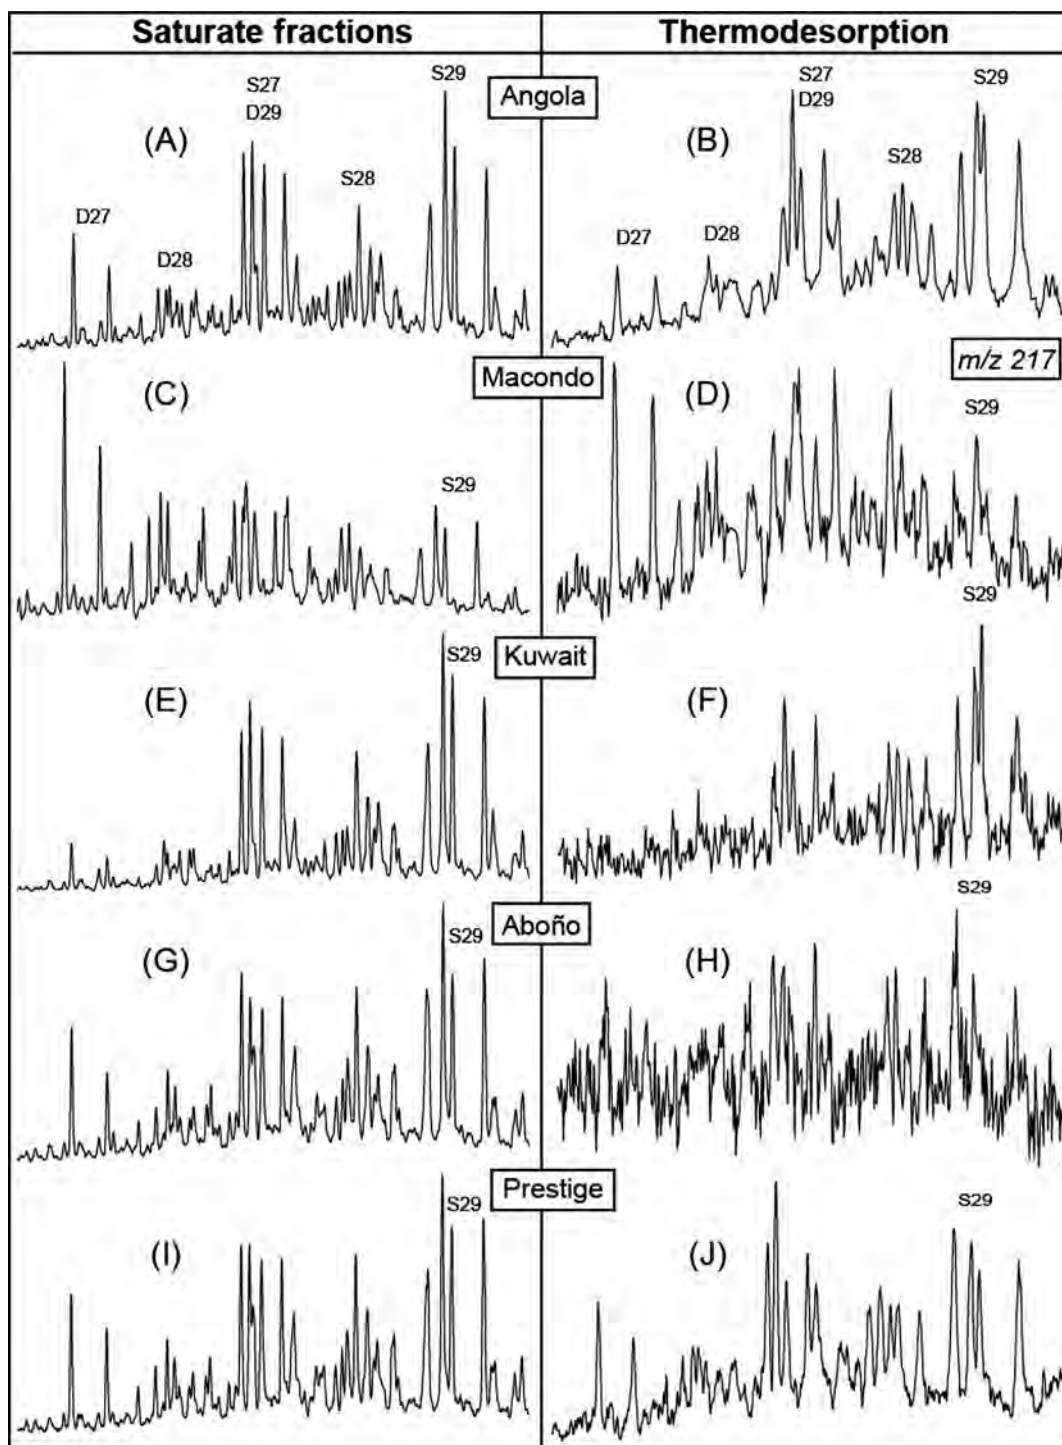 Saturate fractions
Thermodesorption
Angola
(A)
D27
D28
S27
D29
S28
S29
(B)
D27
D28
S27
D29
S28
S29
m/z 217
Macondo
(C)
S29
(D)
S29
Kuwait
(E)
S29
(F)
S29
Aboño
(G)
S29
(H)
S29
Prestige
(I)
S29
(J)
S29